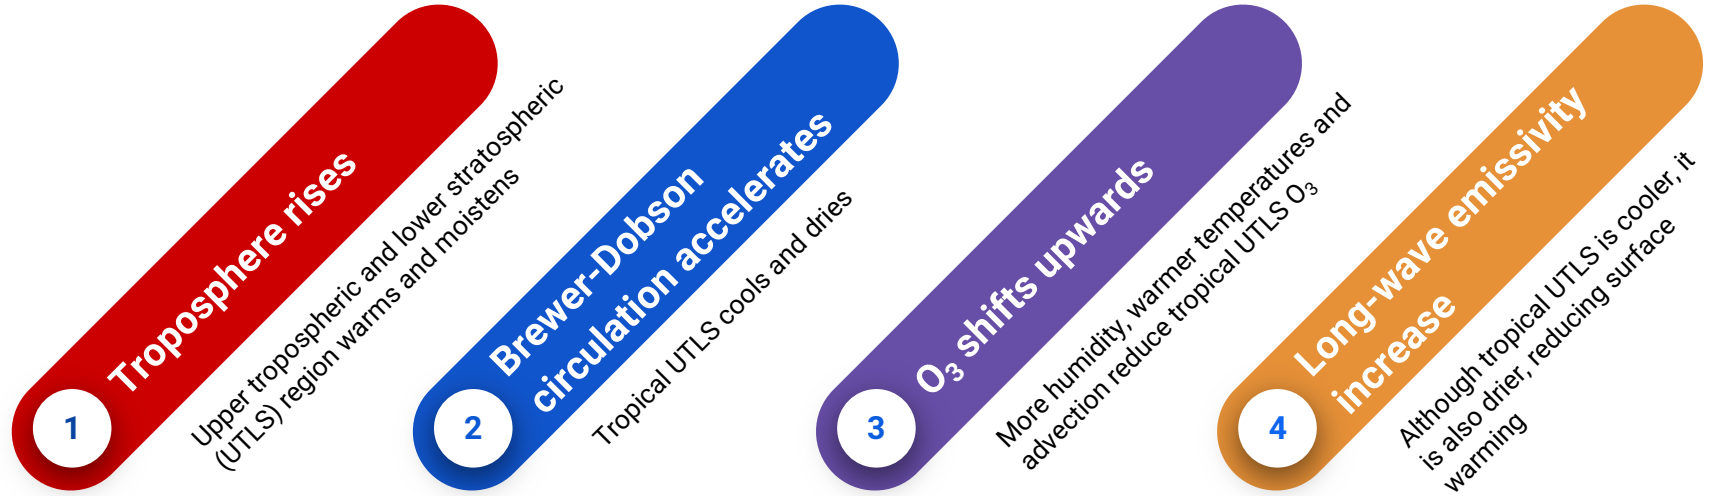 1
Troposphere rises
Upper tropospheric and lower stratospheric
(UTLS) region warms and moistens
2
Brewer-Dobson
circulation accelerates
Tropical UTLS cools and dries
3
O₃ shifts upwards
More humidity, warmer temperatures and
advection reduce tropical UTLS O₃
4
Long-wave emissivity
increase
Although tropical UTLS is cooler, it
is also drier, reducing surface
warming